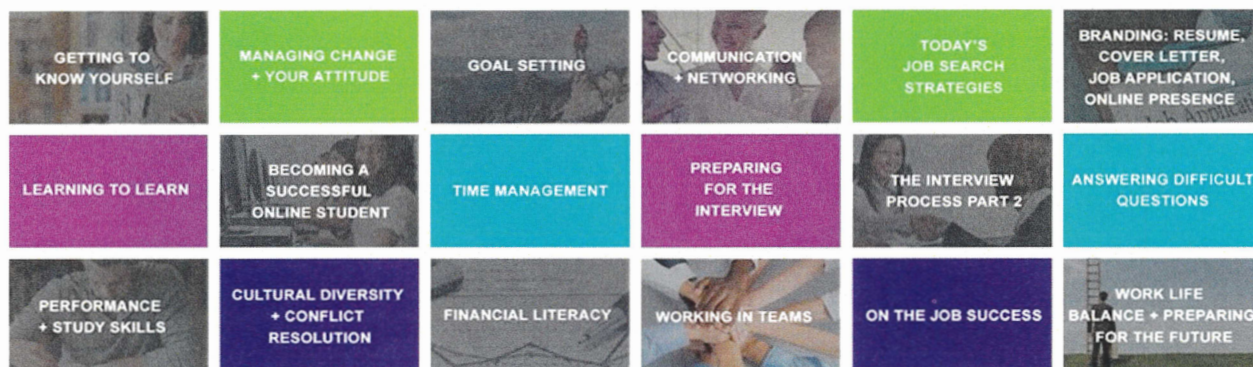 GETTING TO
KNOW YOURSELF
MANAGING CHANGE
+ YOUR ATTITUDE
GOAL SETTING
COMMUNICATION
+ NETWORKING
TODAY'S
JOB SEARCH
STRATEGIES
BRANDING: RESUME,
COVER LETTER,
JOB APPLICATION,
ONLINE PRESENCE
Job Applicat
LEARNING TO LEARN
BECOMING A
SUCCESSFUL
ONLINE STUDENT
TIME MANAGEMENT
PREPARING
FOR THE
INTERVIEW
THE INTERVIEW
PROCESS PART 2
ANSWERING DIFFICULT
QUESTIONS
PERFORMANCE
+ STUDY SKILLS
CULTURAL DIVERSITY
+ CONFLICT
RESOLUTION
FINANCIAL LITERACY
WORKING IN TEAMS
ON THE JOB SUCCESS
WORK LIFE
BALANCE + PREPARING
FOR THE FUTURE